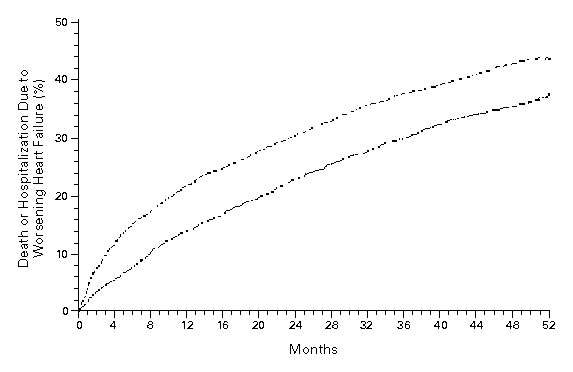 Death or Hospitalization Due to
Worsening Heart Failure (%)
50
40
30
20
10
0
0 4 8 12 16 20 24 28 32 36 40 44 48 52
Months